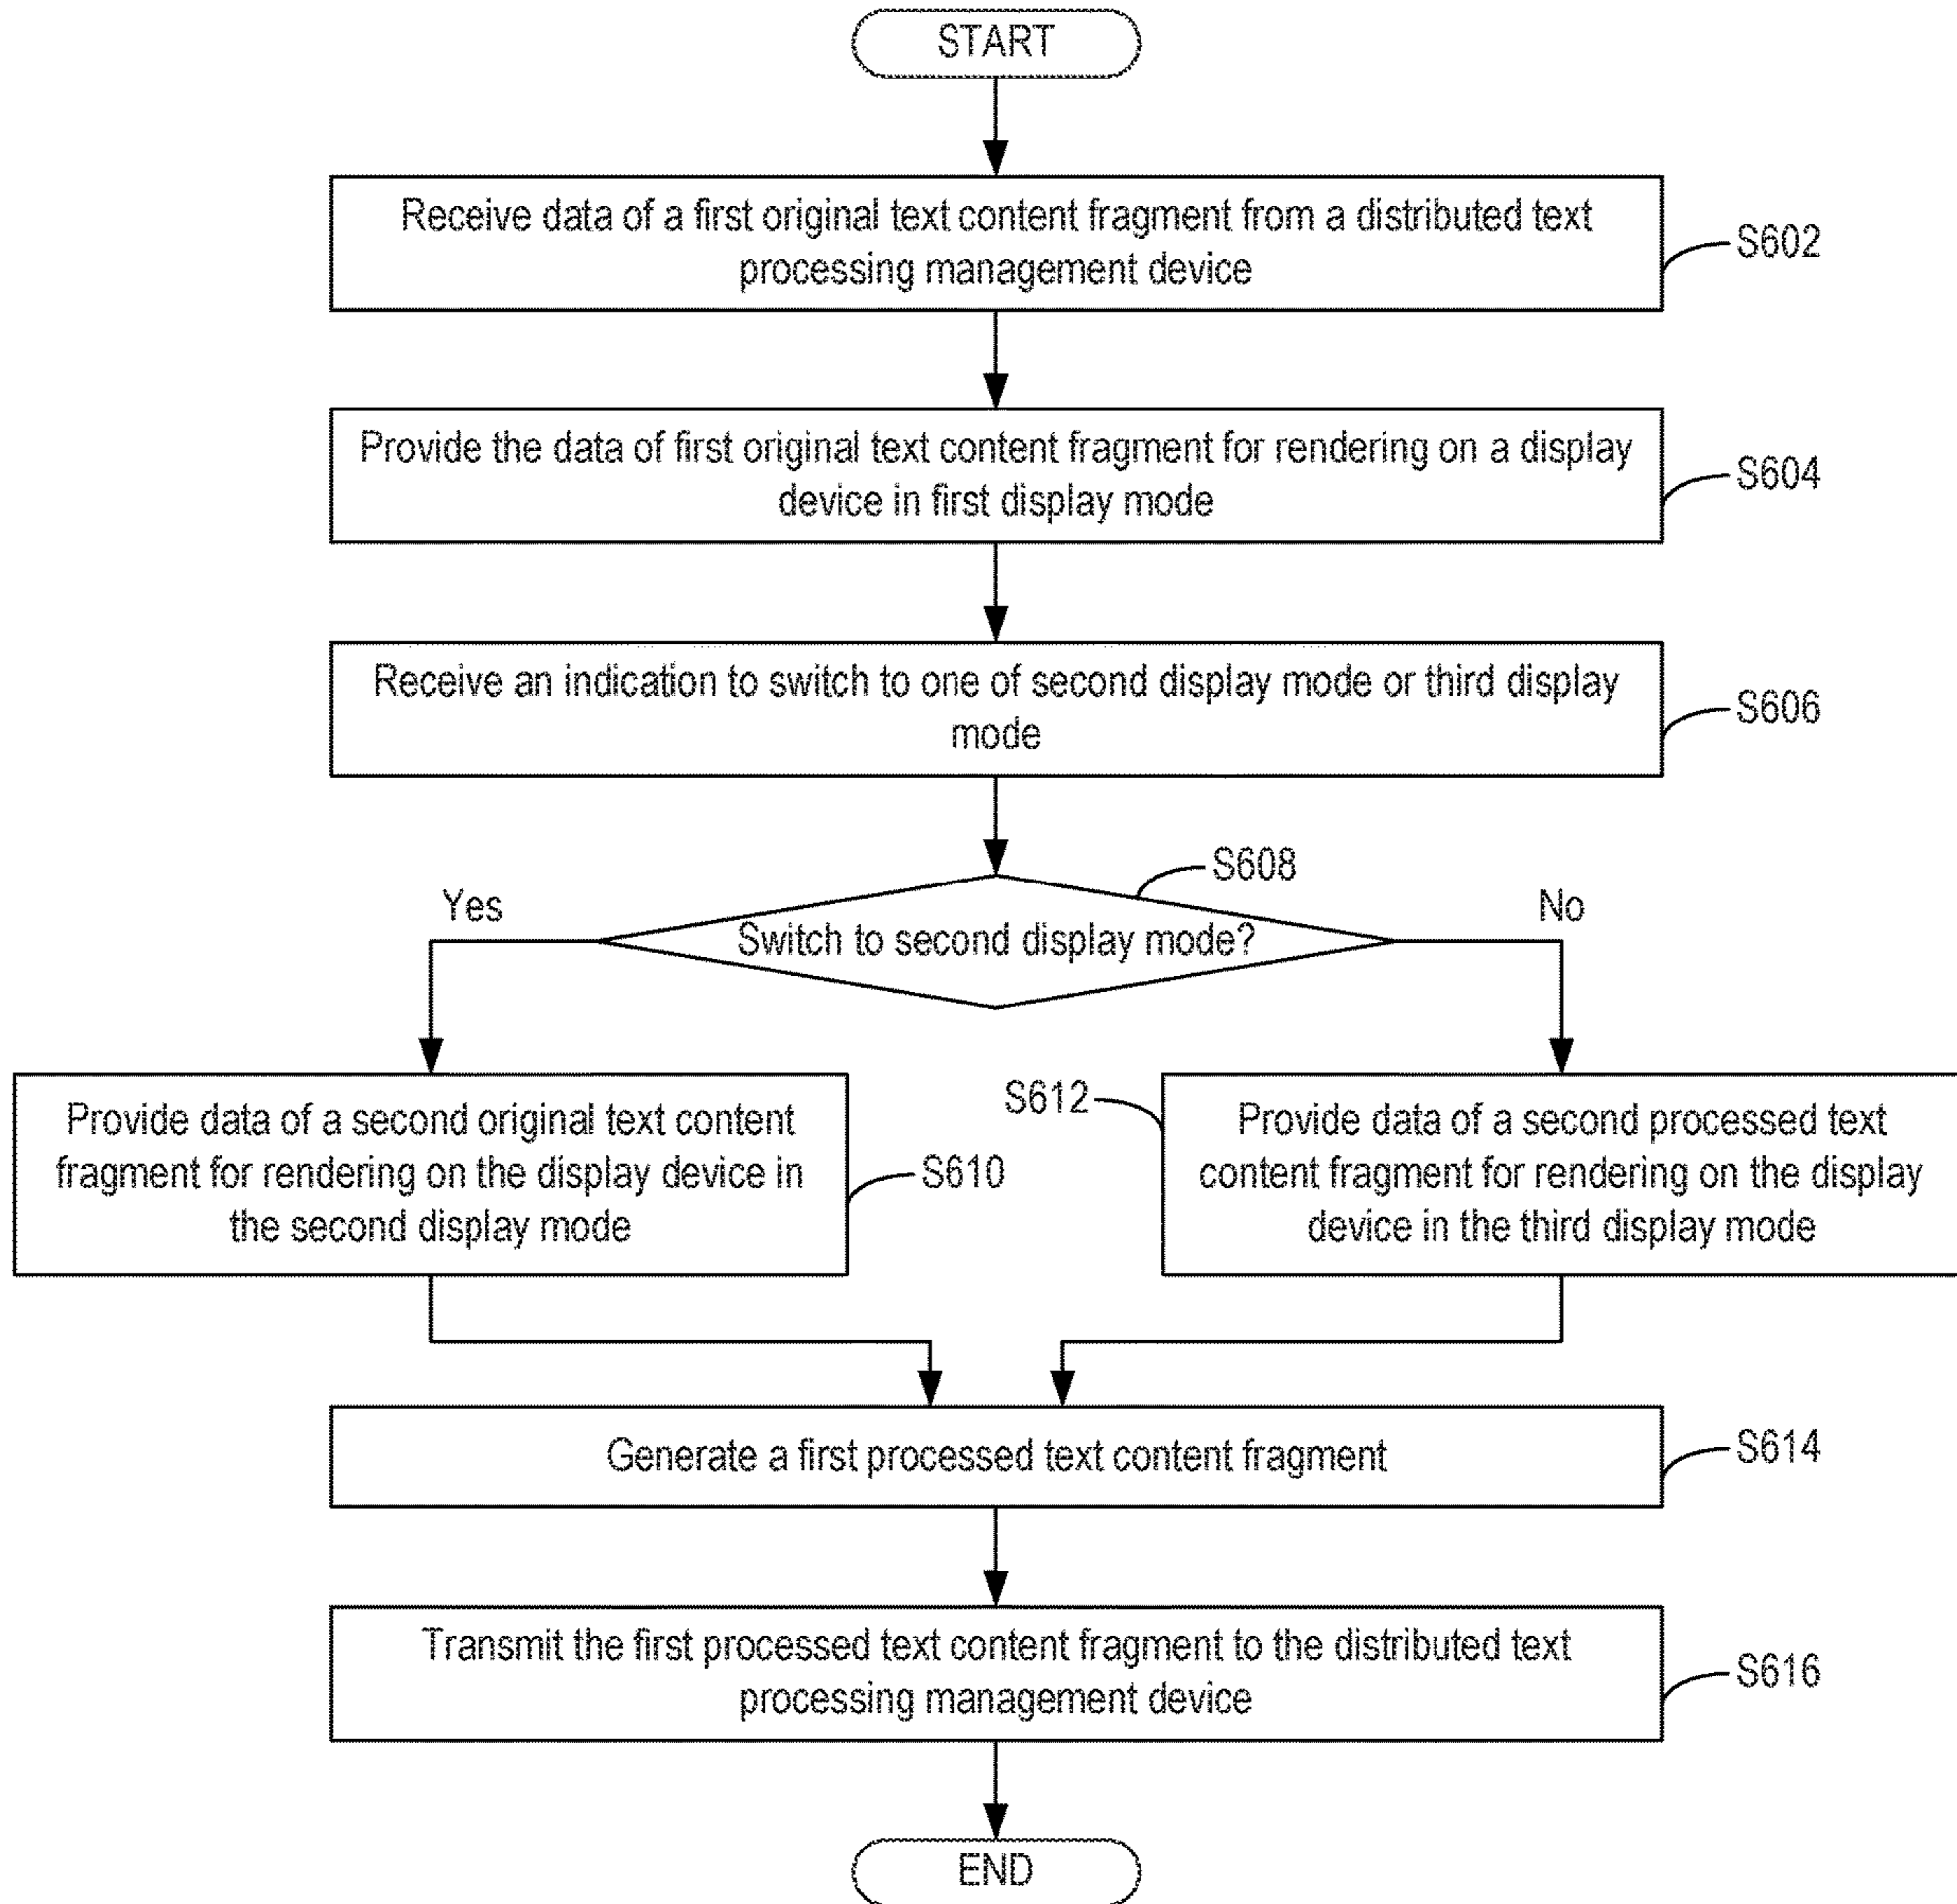 START
Receive data of a first original text content fragment from a distributed text
processing management device
S602
Provide the data of first original text content fragment for rendering on a display
device in first display mode
S604
Receive an indication to switch to one of second display mode or third display
mode
S606
S608
Yes
No
Switch to second display mode?
Provide data of a second original text content
fragment for rendering on the display device in
the second display mode
S610
S612
Provide data of a second processed text
content fragment for rendering on the display
device in the third display mode
Generate a first processed text content fragment
S614
Transmit the first processed text content fragment to the distributed text
processing management device
S616
END